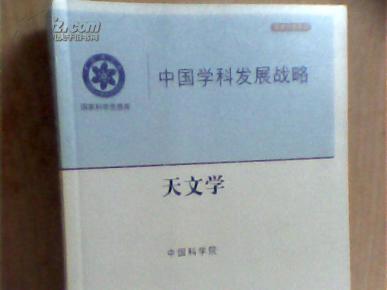 中国学科发展战略
国家科学思想库
天文学
中国科学院